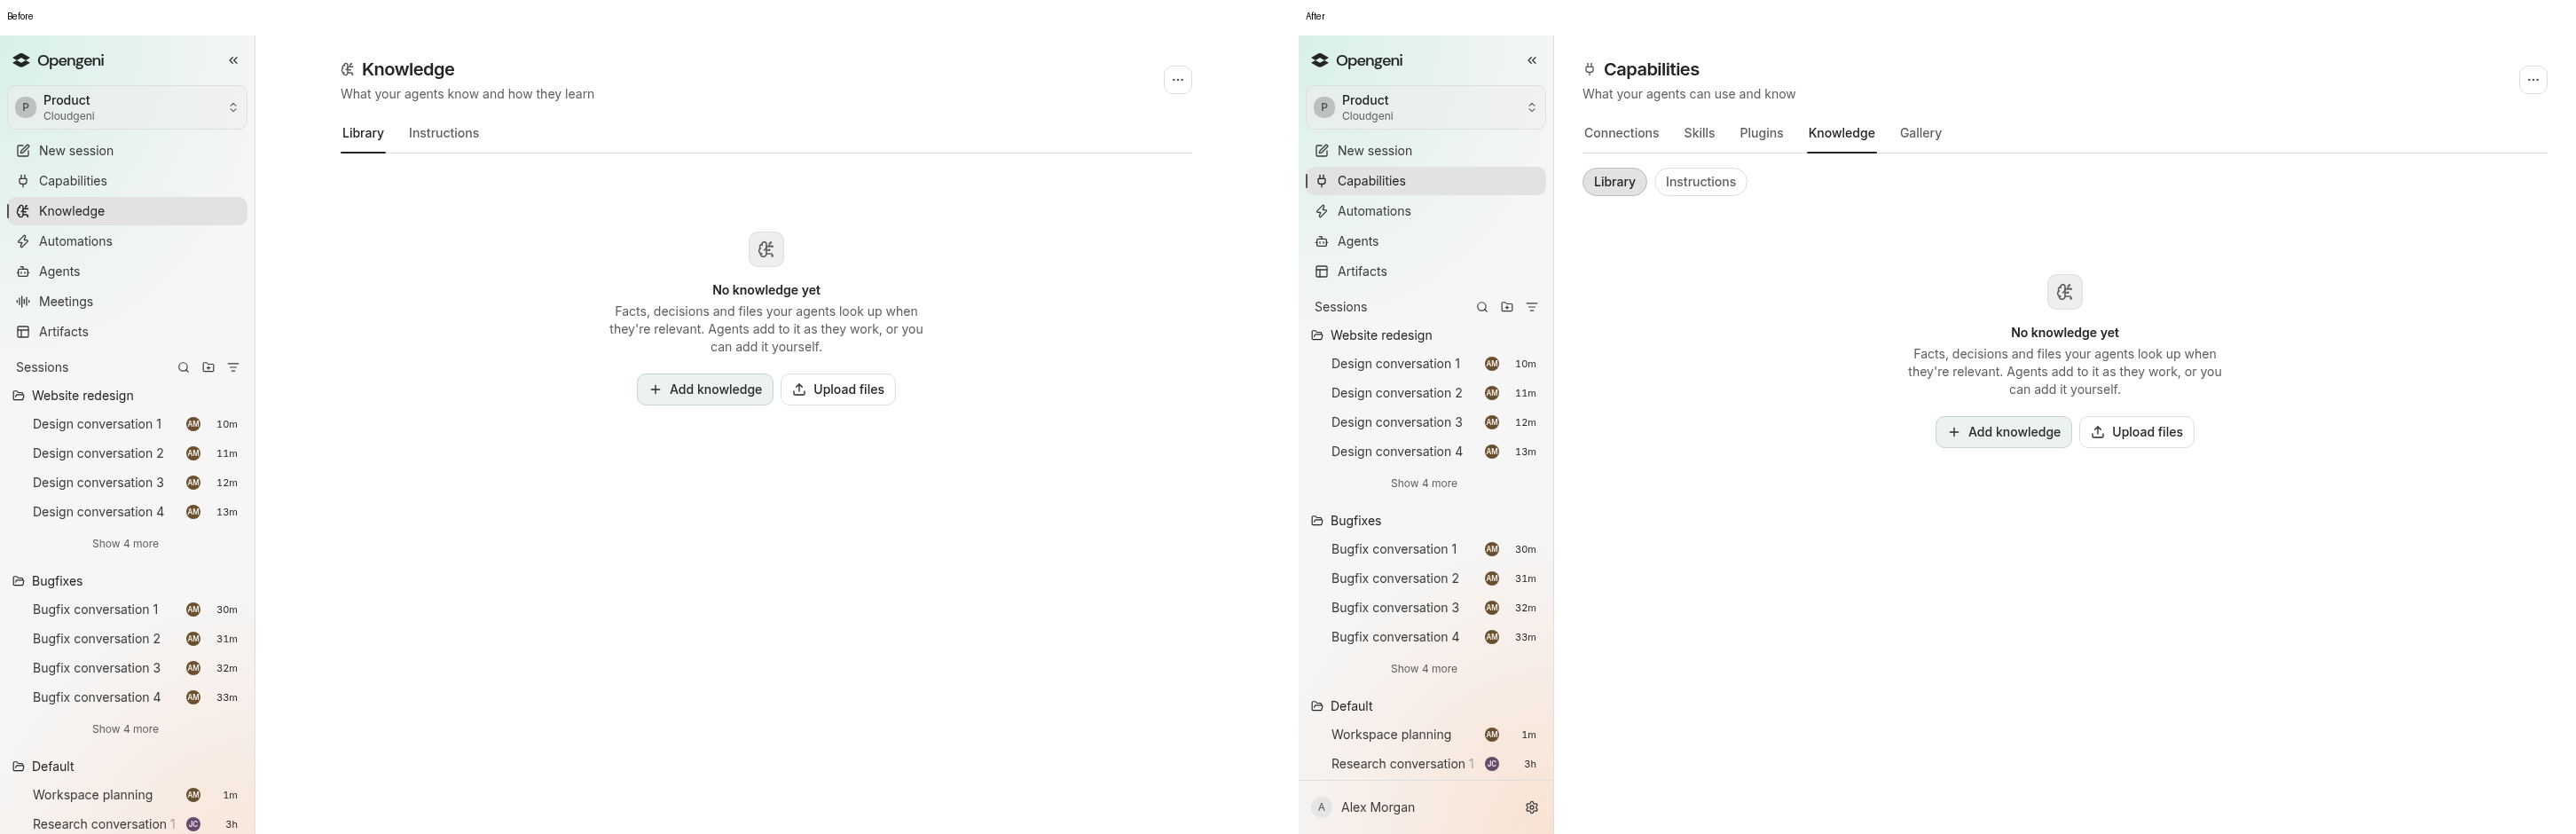 Before
Opengeni
P
Product
Cloudgeni
New session
Capabilities
Knowledge
Automations
Agents
Meetings
Artifacts
Sessions
Website redesign
Design conversation 1 AM 10m
Design conversation 2 AM 11m
Design conversation 3 AM 12m
Design conversation 4 AM 13m
Show 4 more
Bugfixes
Bugfix conversation 1 AM 30m
Bugfix conversation 2 AM 31m
Bugfix conversation 3 AM 32m
Bugfix conversation 4 AM 33m
Show 4 more
Default
Workspace planning AM 1m
Research conversation 1 JC 3h
Knowledge
What your agents know and how they learn
Library Instructions
No knowledge yet
Facts, decisions and files your agents look up when
they're relevant. Agents add to it as they work, or you
can add it yourself.
Add knowledge Upload files
After
Opengeni
P
Product
Cloudgeni
New session
Capabilities
Automations
Agents
Artifacts
Sessions
Website redesign
Design conversation 1 AM 10m
Design conversation 2 AM 11m
Design conversation 3 AM 12m
Design conversation 4 AM 13m
Show 4 more
Bugfixes
Bugfix conversation 1 AM 30m
Bugfix conversation 2 AM 31m
Bugfix conversation 3 AM 32m
Bugfix conversation 4 AM 33m
Show 4 more
Default
Workspace planning AM 1m
Research conversation 1 JC 3h
A Alex Morgan
Capabilities
What your agents can use and know
Connections Skills Plugins Knowledge Gallery
Library Instructions
No knowledge yet
Facts, decisions and files your agents look up when
they're relevant. Agents add to it as they work, or you
can add it yourself.
Add knowledge Upload files